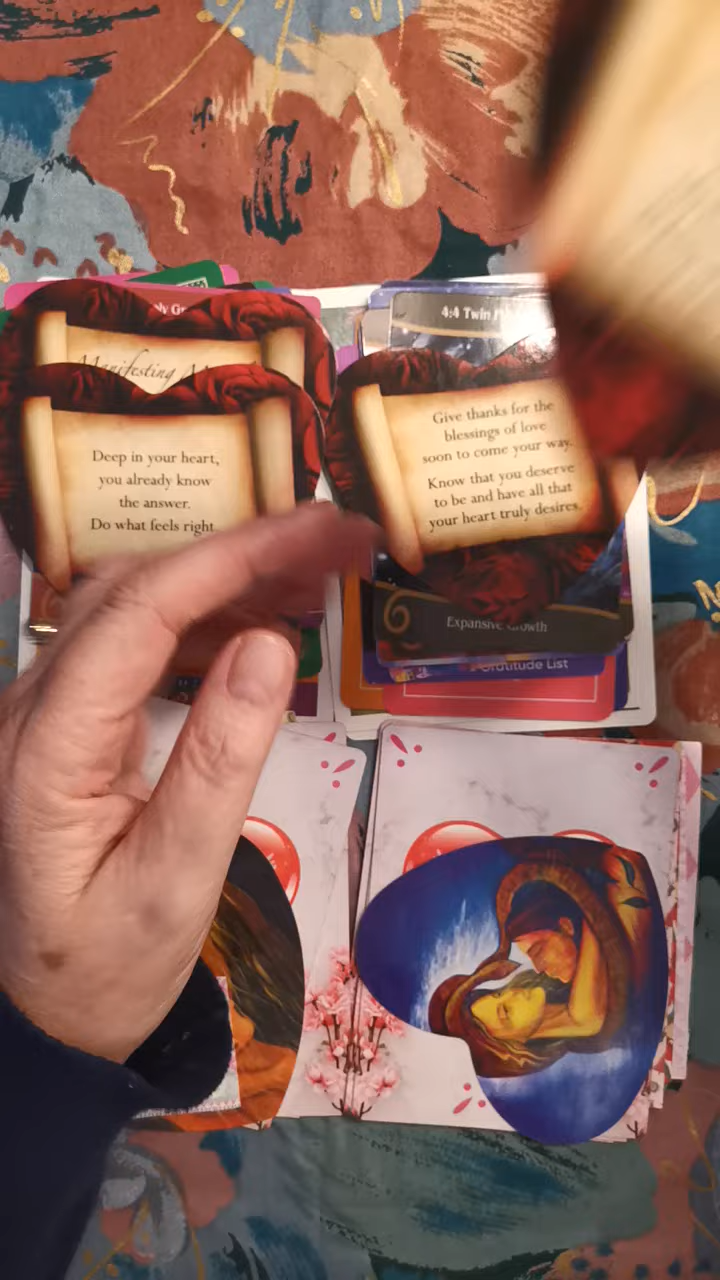 4:4 Twin
Manifesting
Deep in your heart,
you already know
the answer.
Do what feels right
Give thanks for the
blessings of love
soon to come your way.
Know that you deserve
to be and have all that
your heart truly desires.
Expansive Growth
Gratitude List